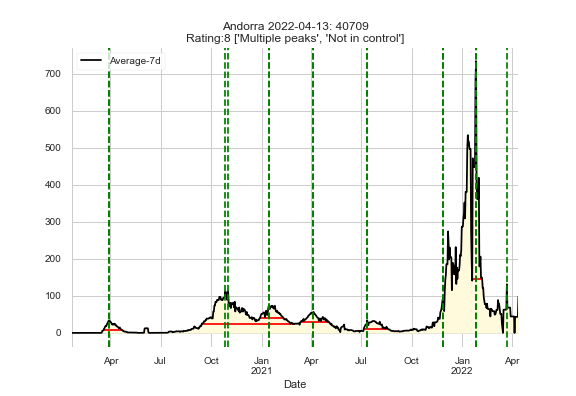 Andorra 2022-04-13: 40709
Rating:8 ['Multiple peaks', 'Not in control']
Average-7d
700
600
500
400
300
200
100
0
Apr
Jul
Oct
Jan
2021
Apr
Jul
Oct
Jan
2022
Apr
Date